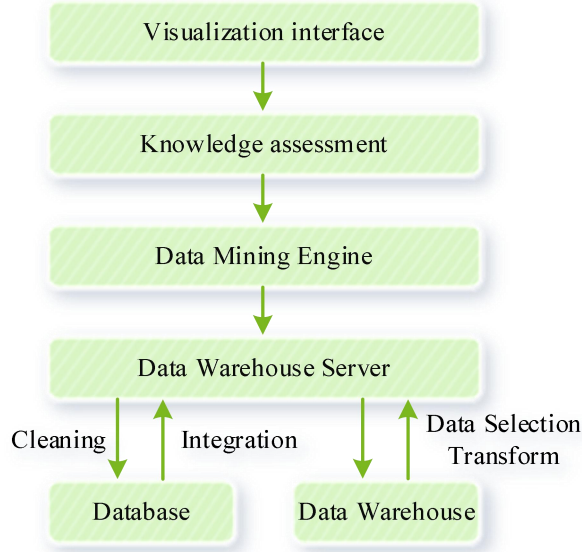 Visualization interface
Knowledge assessment
Data Mining Engine
Data Warehouse Server
Cleaning
Integration
Data Selection
Transform
Database
Data Warehouse